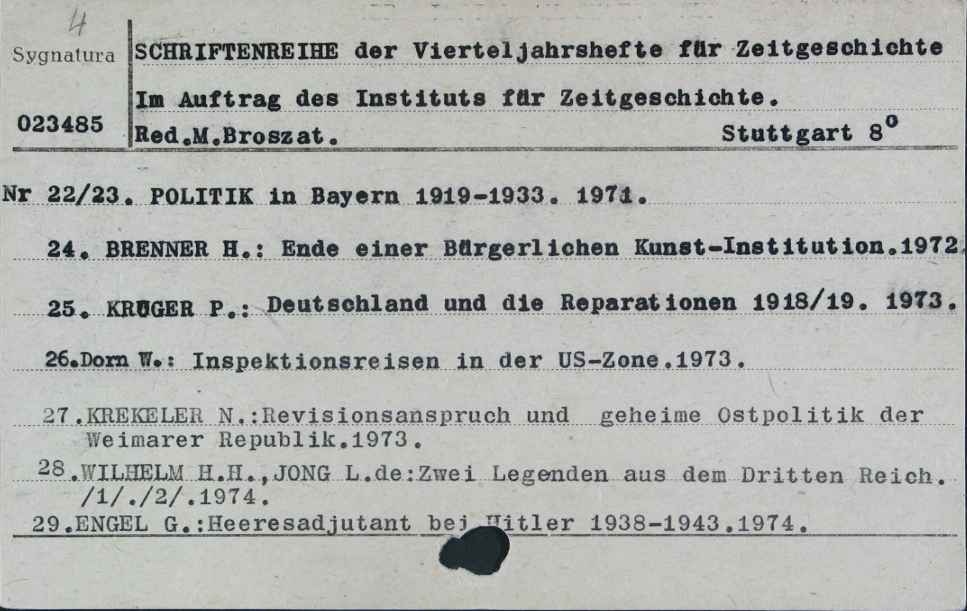 4
Sygnatura
SCHRIFTENREIHE der Vierteljahrshefte für Zeitgeschichte
Im Auftrag des Instituts für Zeitgeschichte.
023485
Red.M.Broszat. Stuttgart 8⁰
Nr 22/23. POLITIK in Bayern 1919-1933. 1971.
24. BRENNER H.: Ende einer Bürgerlichen Kunst-Institution.1972.
25. KRÜGER P.: Deutschland und die Reparationen 1918/19. 1973.
26.Dorn W.: Inspektionsreisen in der US-Zone.1973.
27.KREKELER N.:Revisionsanspruch und geheime Ostpolitik der
Weimarer Republik.1973.
28.WILHELM H.H.,JONG L.de:Zwei Legenden aus dem Dritten Reich.
/1/./2/.1974.
29.ENGEL G.:Heeresadjutant bei Hitler 1938-1943.1974.